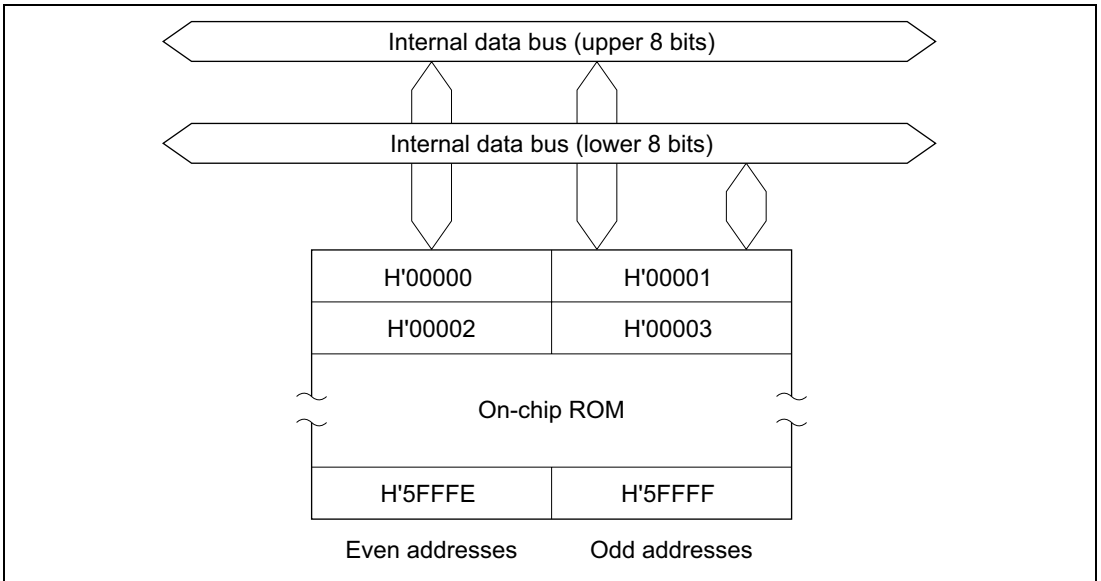 Internal data bus (upper 8 bits)
Internal data bus (lower 8 bits)
H'00000 H'00001
H'00002 H'00003
On-chip ROM
H'5FFFE H'5FFFF
Even addresses Odd addresses